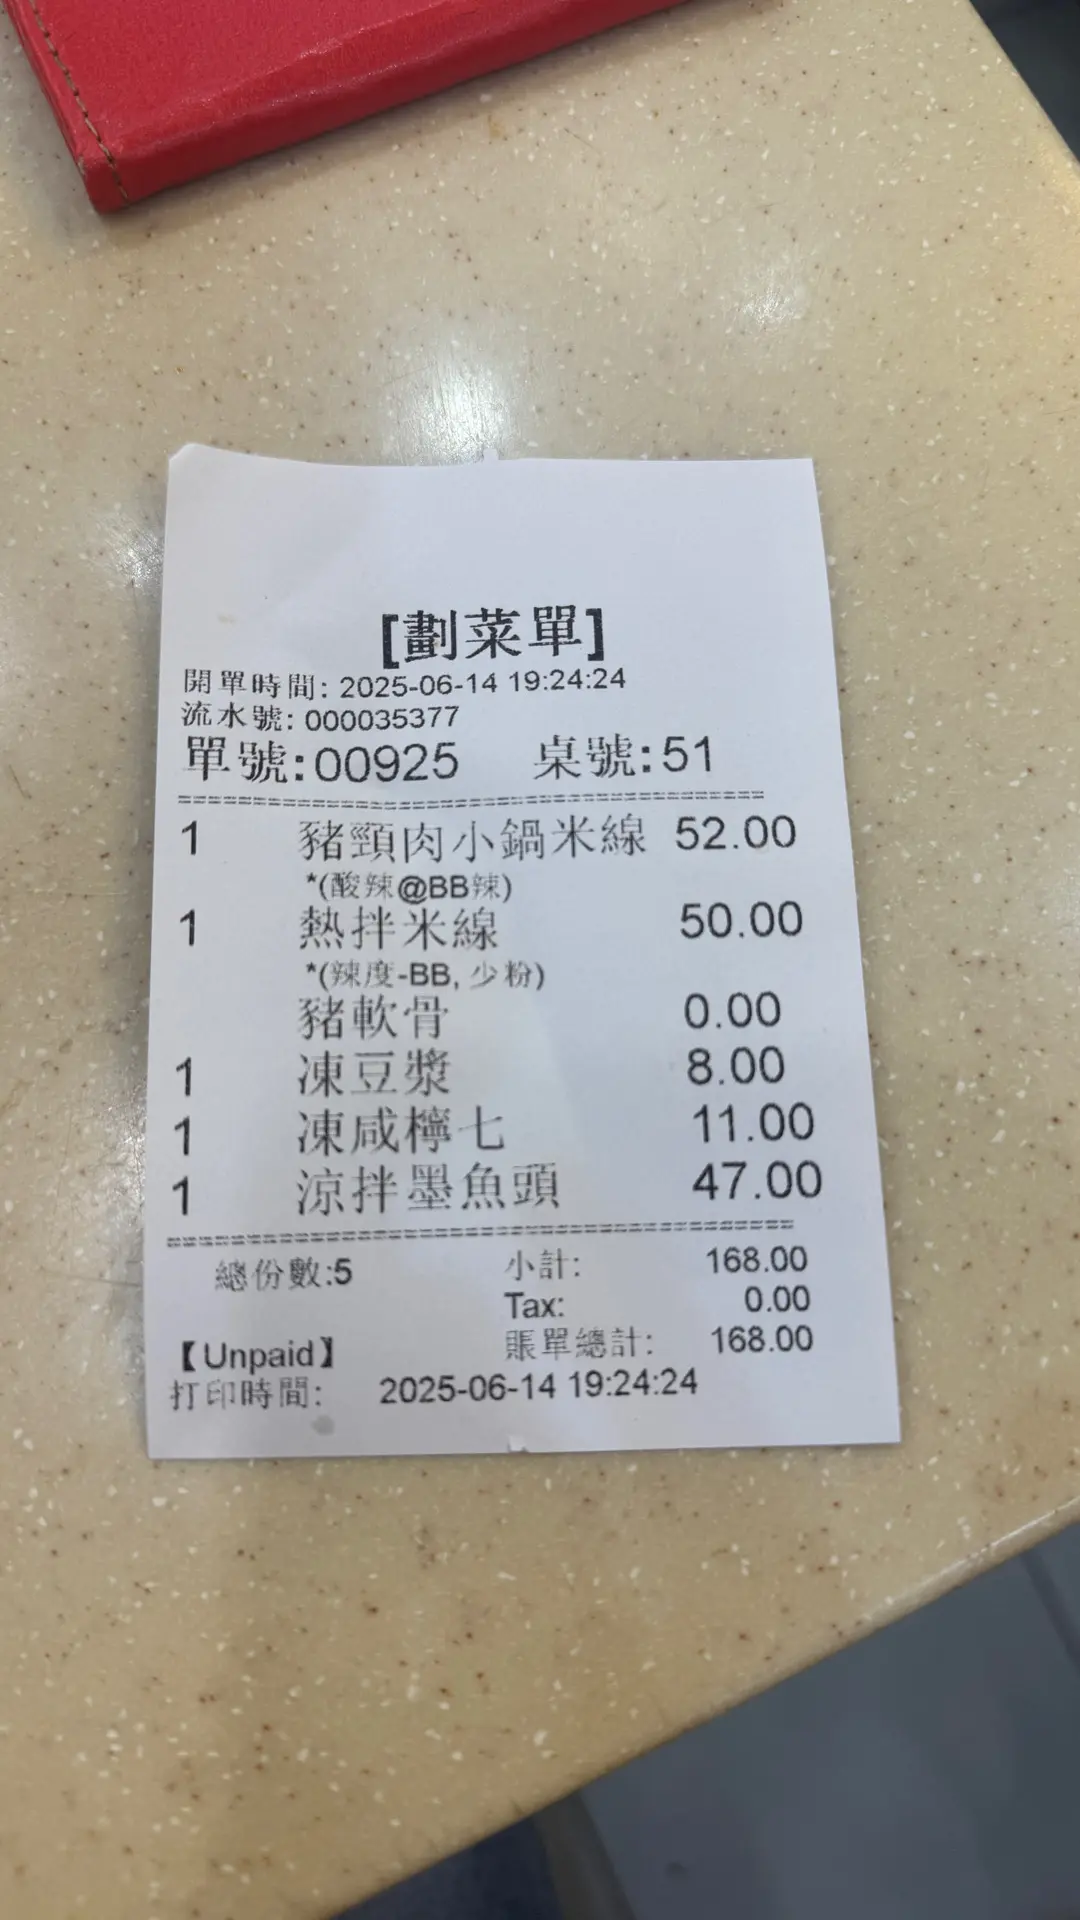 [劃菜單]
開單時間: 2025-06-14 19:24:24
流水號: 000035377
單號:00925 桌號:51
1 豬頸肉小鍋米線 52.00
*(酸辣@BB辣)
1 熱拌米線 50.00
*(辣度-BB, 少粉)
豬軟骨 0.00
1 凍豆漿 8.00
1 凍咸檸七 11.00
1 涼拌墨魚頭 47.00
總份數:5 小計: 168.00
Tax: 0.00
【Unpaid】 賬單總計: 168.00
打印時間: 2025-06-14 19:24:24